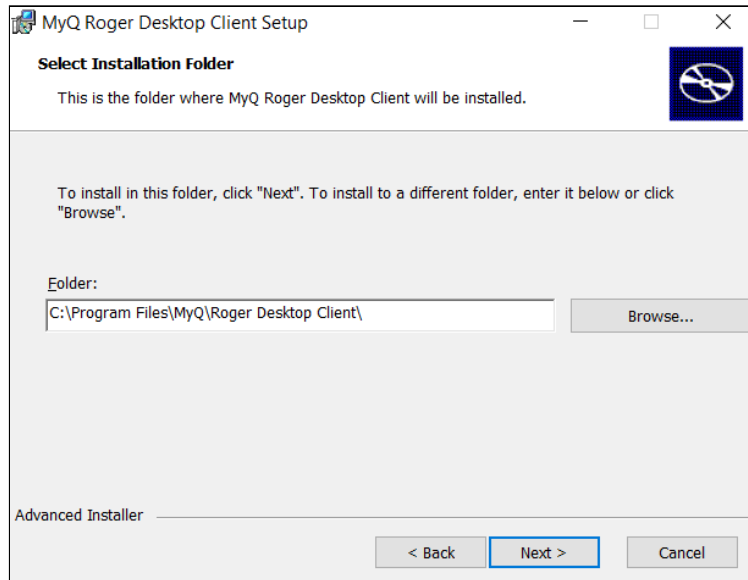 MyQ Roger Desktop Client Setup
Select Installation Folder
This is the folder where MyQ Roger Desktop Client will be installed.
To install in this folder, click "Next". To install to a different folder, enter it below or click
"Browse".
Folder:
C:\Program Files\MyQ\Roger Desktop Client\
Browse...
Advanced Installer
< Back
Next >
Cancel